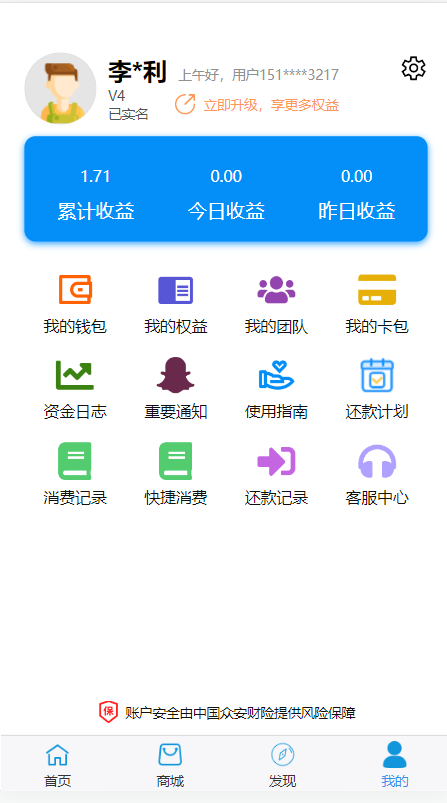 李*利 上午好，用户151****3217
V4
已实名 立即升级，享更多权益
1.71 0.00 0.00
累计收益 今日收益 昨日收益
我的钱包 我的权益 我的团队 我的卡包
资金日志 重要通知 使用指南 还款计划
消费记录 快捷消费 还款记录 客服中心
保 账户安全由中国众安财险提供风险保障
首页 商城 发现 我的